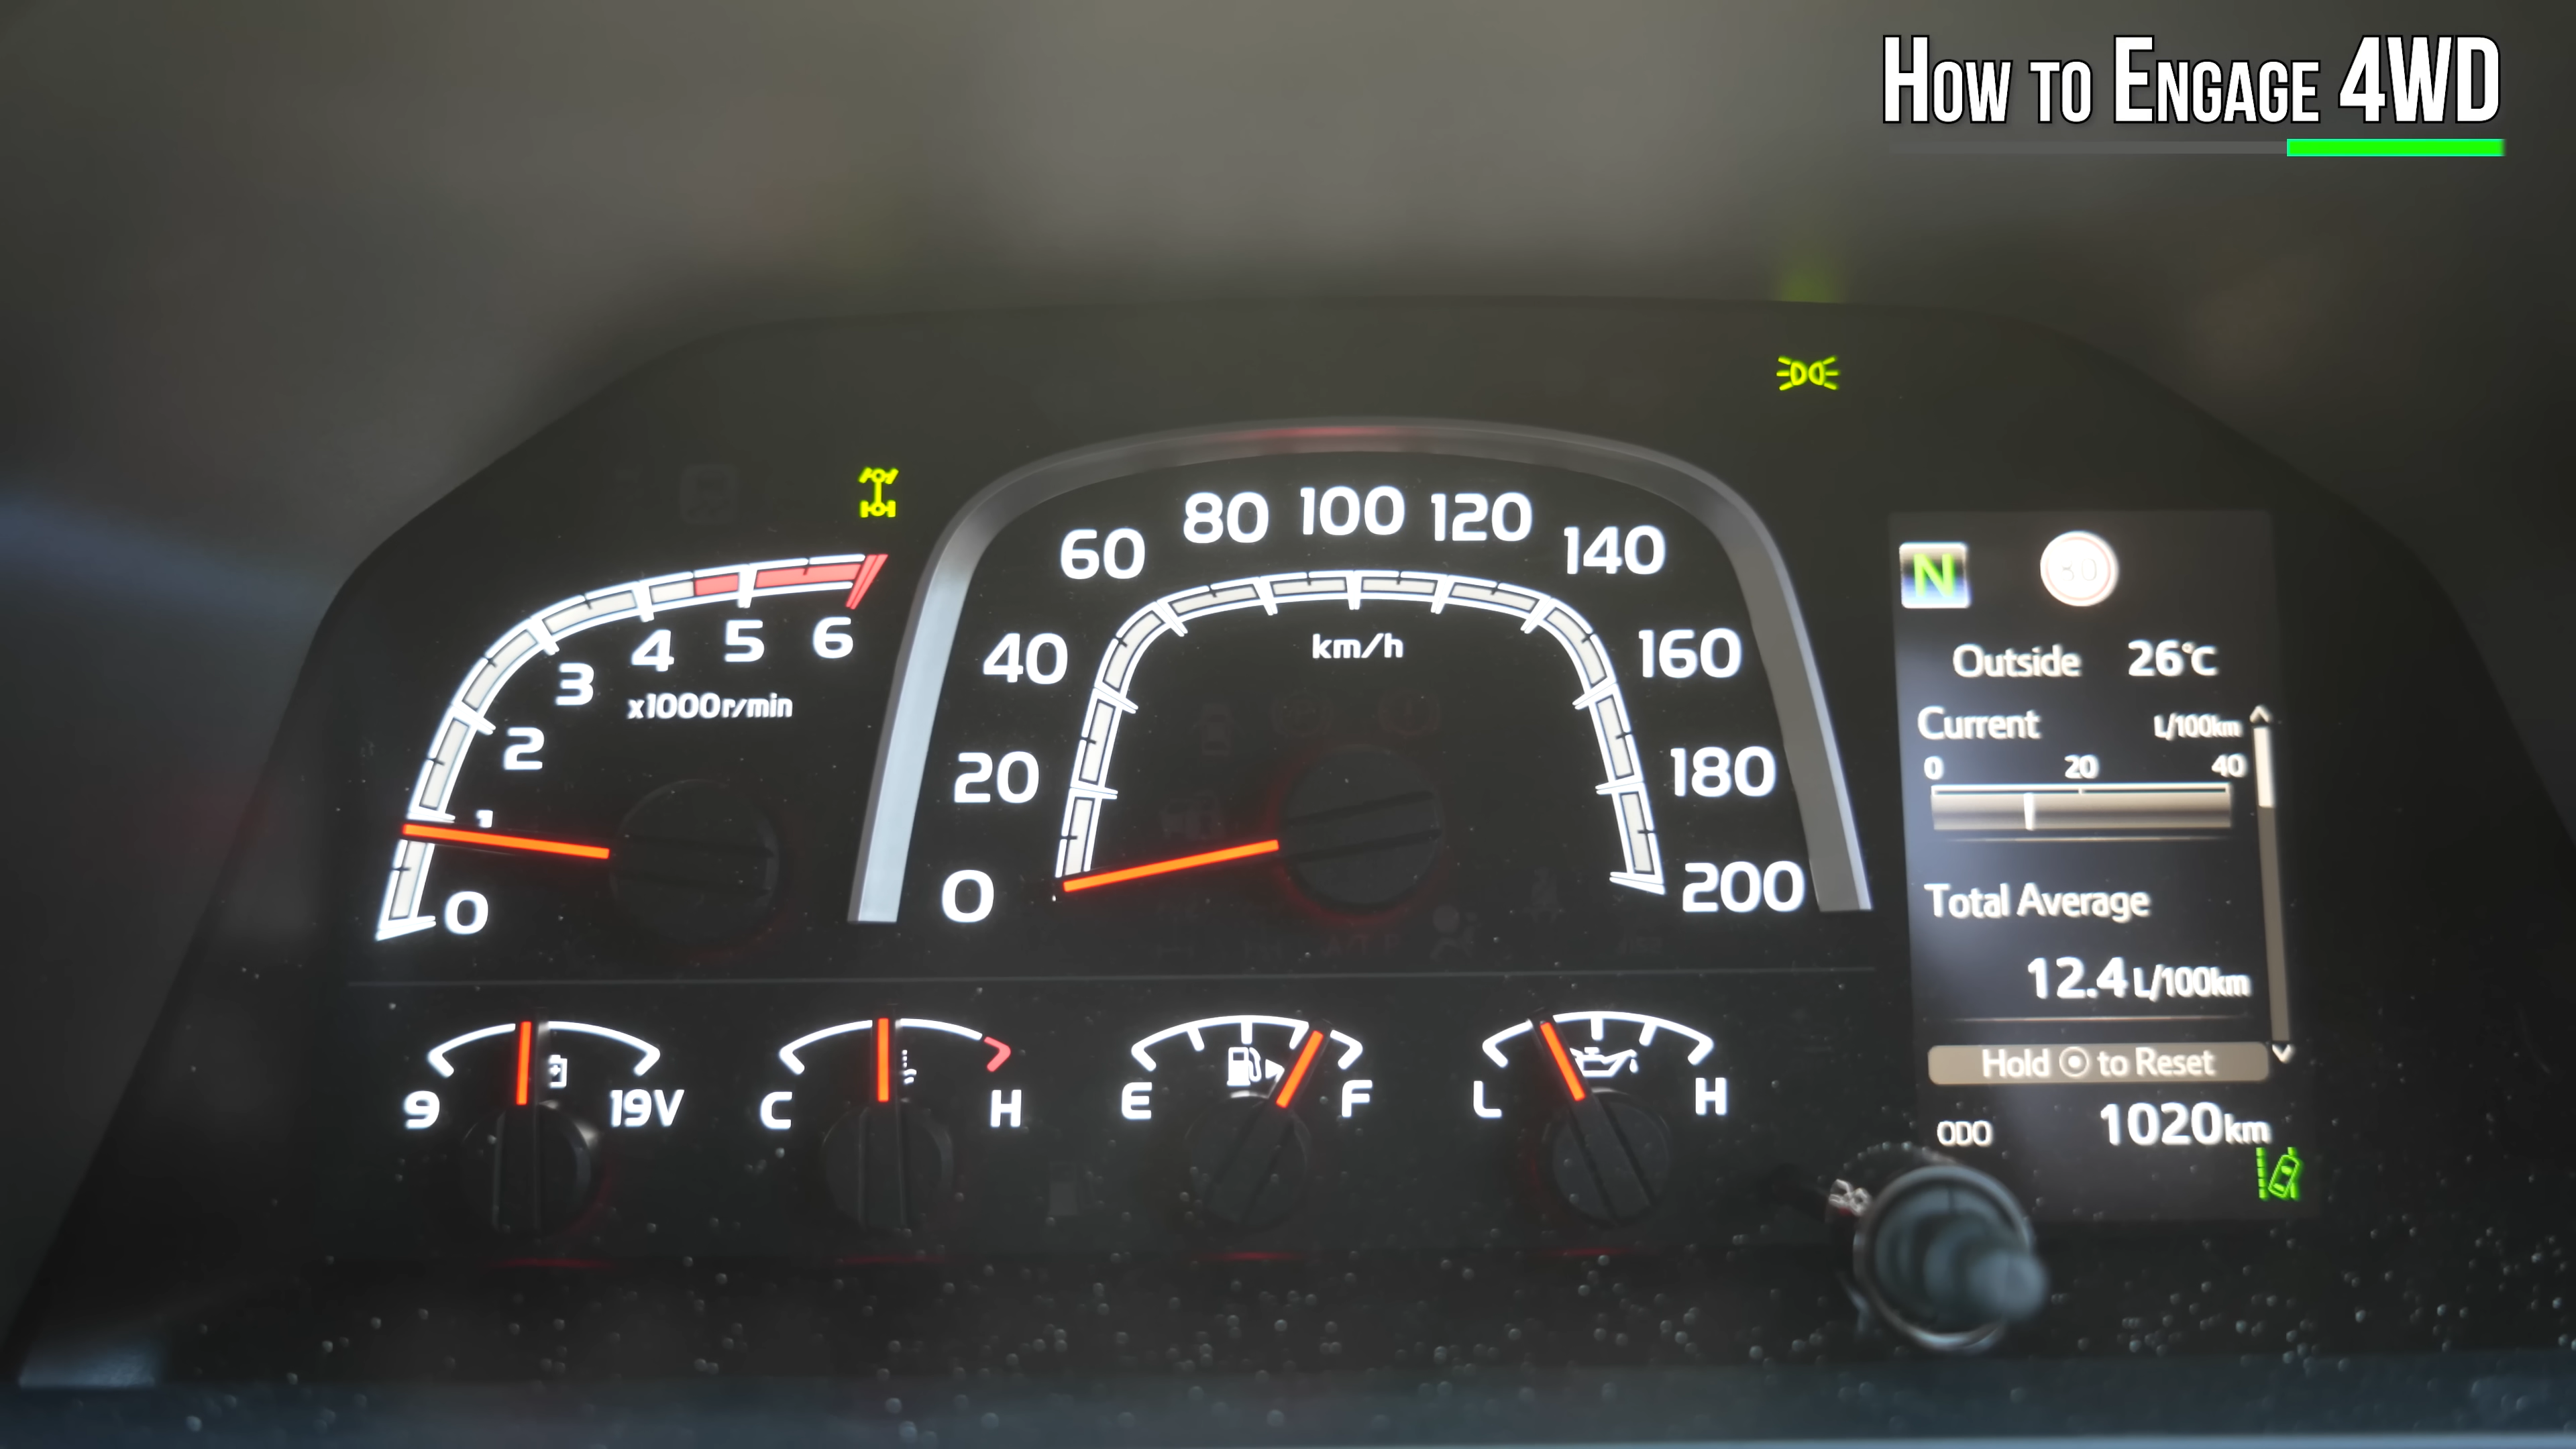 How to Engage 4WD
0 1 2 3 4 5 6
x1000r/min
0 20 40 60 80 100 120 140 160 180 200
km/h
N
Outside 26°C
Current L/100km
0 20 40
Total Average
12.4 L/100km
Hold to Reset
ODO 1020km
9 19V
C H
E F
L H